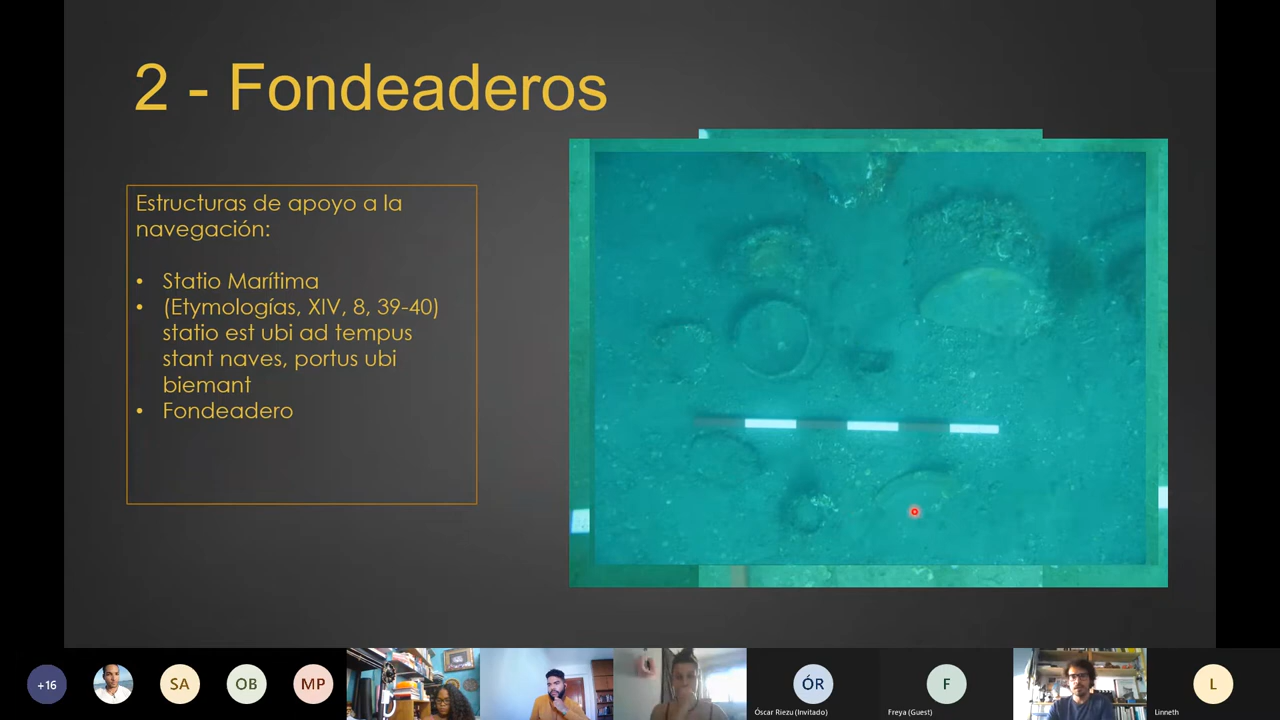 2 - Fondeaderos
Estructuras de apoyo a la
navegación:
• Statio Marítima
• (Etymologías, XIV, 8, 39-40)
statio est ubi ad tempus
stant naves, portus ubi
biemant
• Fondeadero
+16
SA
OB
MP
ÓR
Óscar Riezu (Invitado)
F
Freya (Guest)
L
Linneth